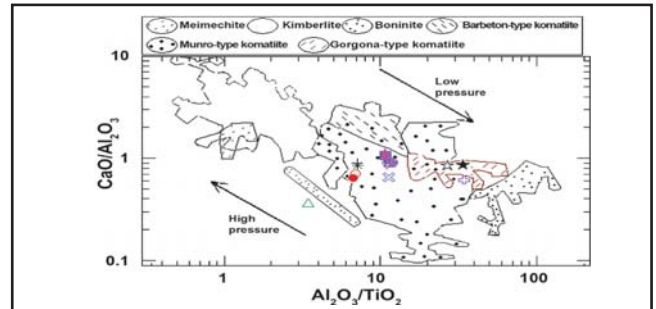 Meimechite Kimberlite Boninite Barbeton-type komatiite
Munro-type komatiite Gorgona-type komatiite
10
Low
pressure
CaO/Al2O3
1
High
pressure
0.1
1 10 100
Al2O3/TiO2